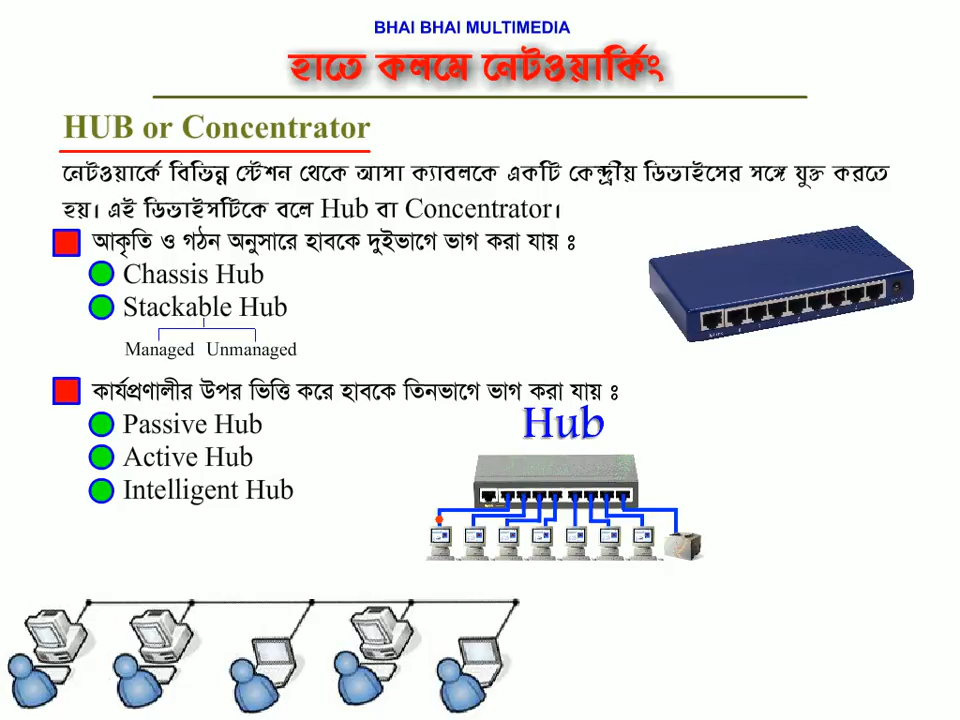 BHAI BHAI MULTIMEDIA
হাতে কলমে নেটওয়ার্কিং
HUB or Concentrator
নেটওয়ার্কে বিভিন্ন স্টেশন থেকে আসা ক্যাবলকে একটি কেন্দ্রীয় ডিভাইসের সঙ্গে যুক্ত করতে
হয়। এই ডিভাইসটিকে বলে Hub বা Concentrator।
আকৃতি ও গঠন অনুসারে হাবকে দুইভাগে ভাগ করা যায় ঃ
Chassis Hub
Stackable Hub
Managed Unmanaged
কার্যপ্রণালীর উপর ভিত্তি করে হাবকে তিনভাগে ভাগ করা যায় ঃ
Passive Hub
Active Hub
Intelligent Hub
Hub